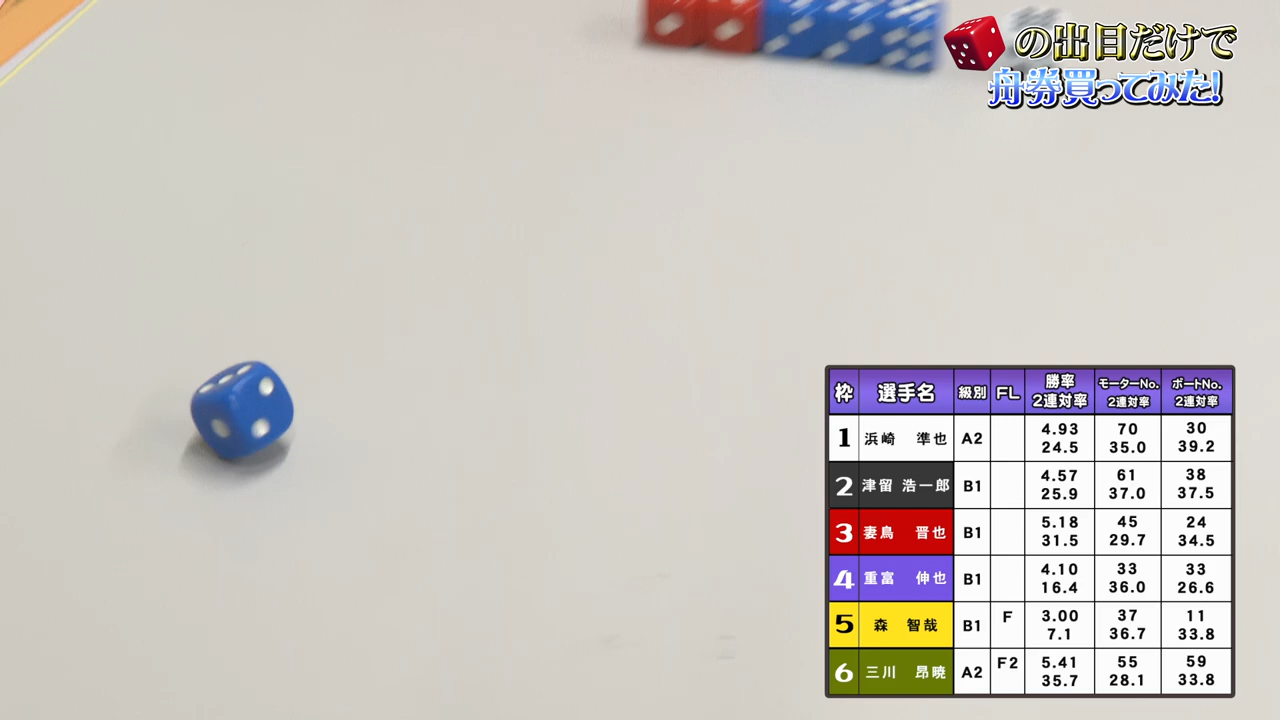 の出目だけで
舟券買ってみた!
枠 選手名 級別 FL 勝率 2連対率 モーターNo. 2連対率 ボートNo. 2連対率
1 浜崎 準也 A2 4.93 24.5 70 35.0 30 39.2
2 津留 浩一郎 B1 4.57 25.9 61 37.0 38 37.5
3 妻鳥 晋也 B1 5.18 31.5 45 29.7 24 34.5
4 重富 伸也 B1 4.10 16.4 33 36.0 33 26.6
5 森 智哉 B1 F 3.00 7.1 37 36.7 11 33.8
6 三川 昂暁 A2 F2 5.41 35.7 55 28.1 59 33.8